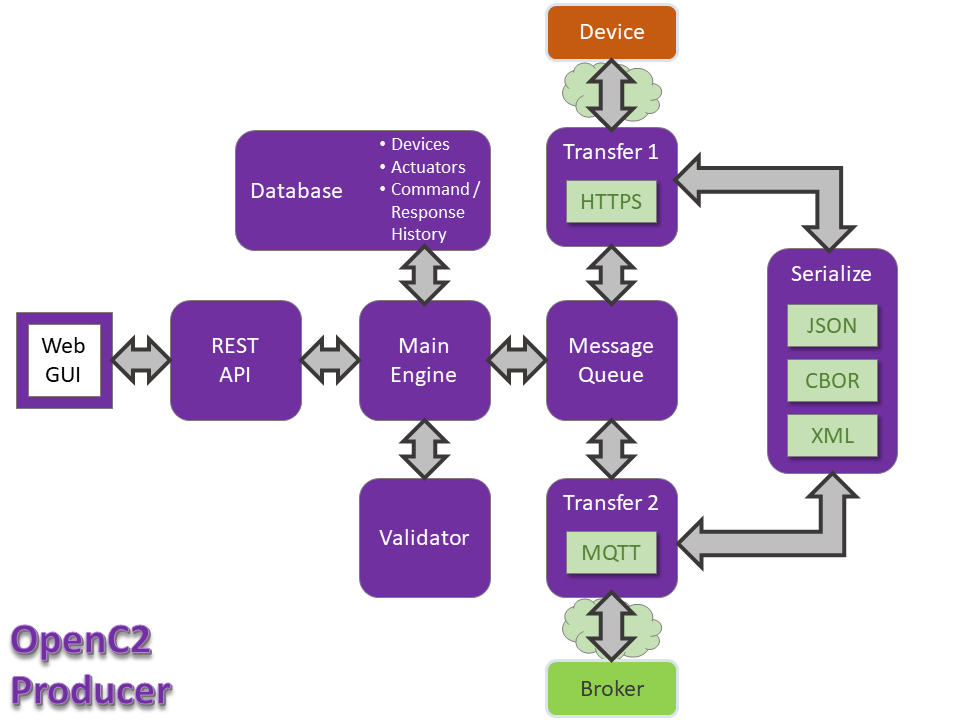 Device
Transfer 1
HTTPS
Database
• Devices
• Actuators
• Command /
Response
History
Serialize
JSON
CBOR
XML
Web
GUI
REST
API
Main
Engine
Message
Queue
Validator
Transfer 2
MQTT
Broker
OpenC2
Producer